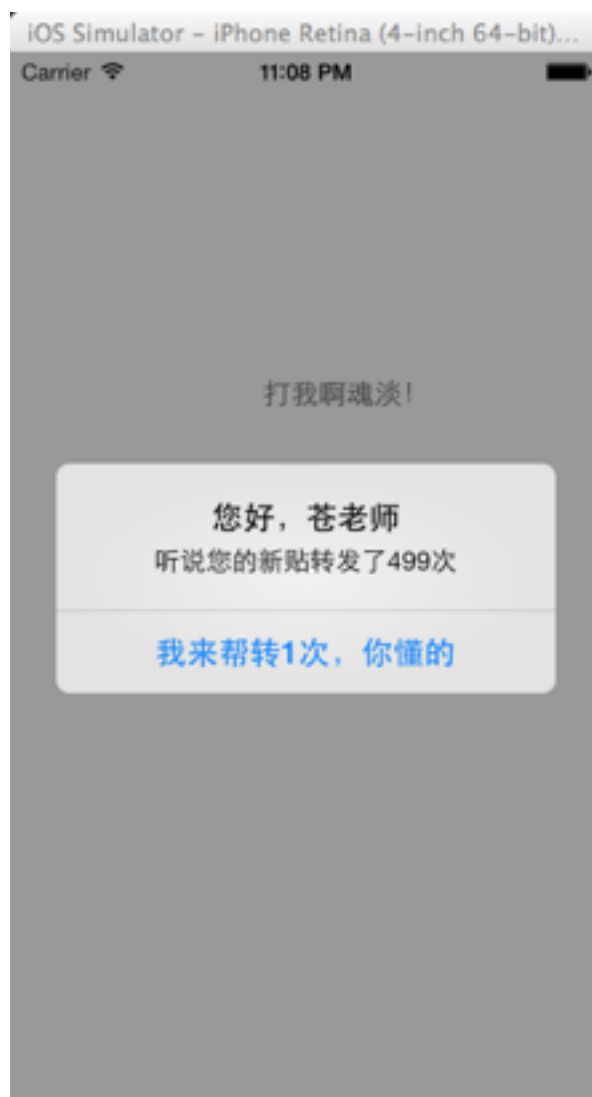 iOS Simulator – iPhone Retina (4-inch 64-bit)...
Carrier 11:08 PM
打我啊魂淡！
您好，苍老师
听说您的新贴转发了499次
我来帮转1次，你懂的